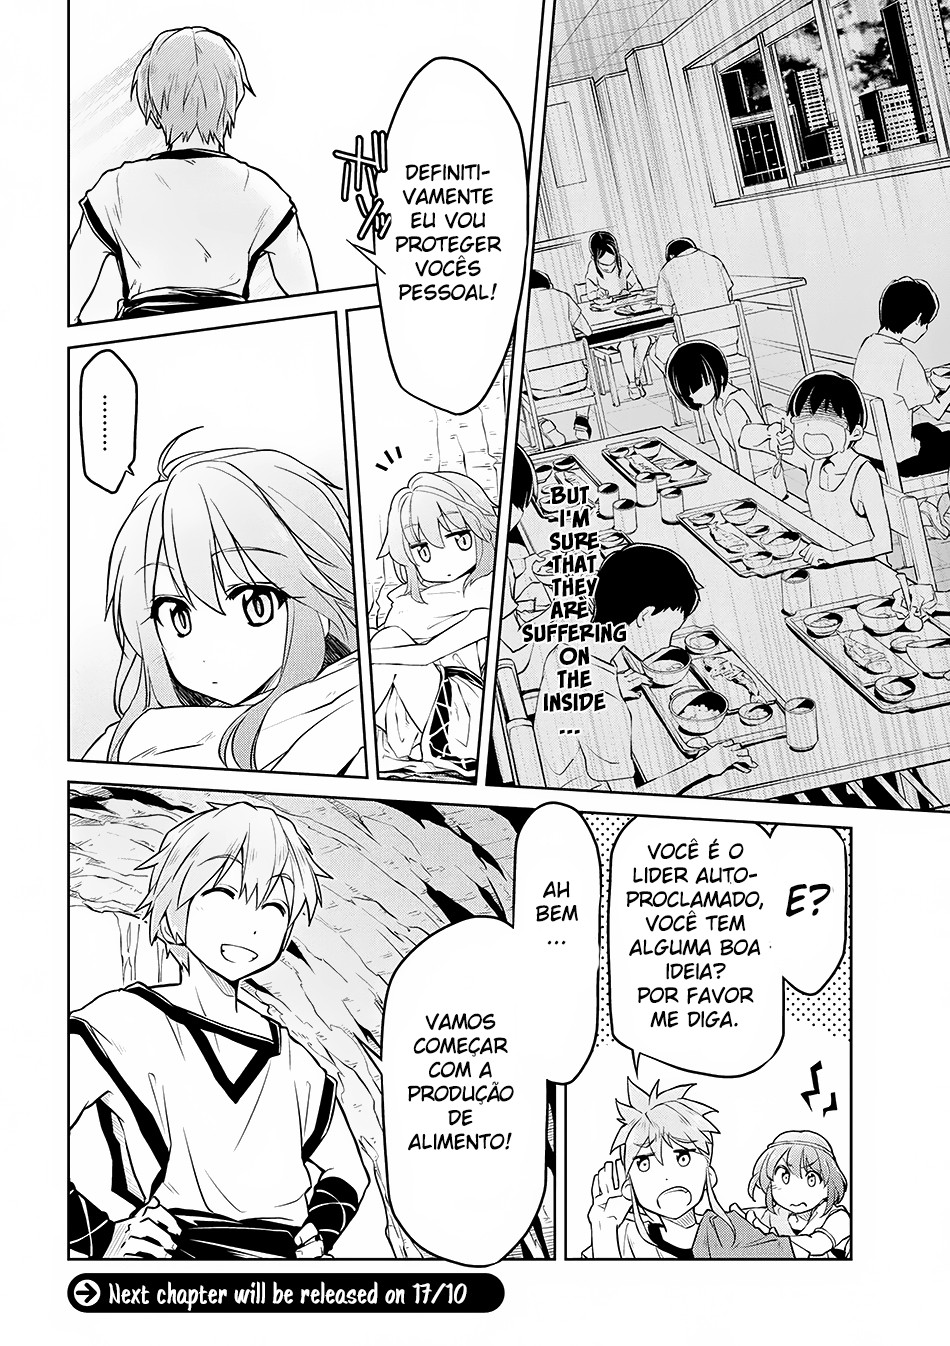 BUT
I'M
SURE
THAT
THEY
ARE
SUFFERING
ON
THE
INSIDE
...
DEFINITI-
VAMENTE
EU VOU
PROTEGER
VOCÊS
PESSOAL!
.........
E?
VOCÊ É O
LIDER AUTO-
PROCLAMADO,
VOCÊ TEM
ALGUMA BOA
IDEIA?
POR FAVOR
ME DIGA.
AH
BEM
...
VAMOS
COMEÇAR
COM A
PRODUÇÃO
DE
ALIMENTO!
Next chapter will be released on 17/10